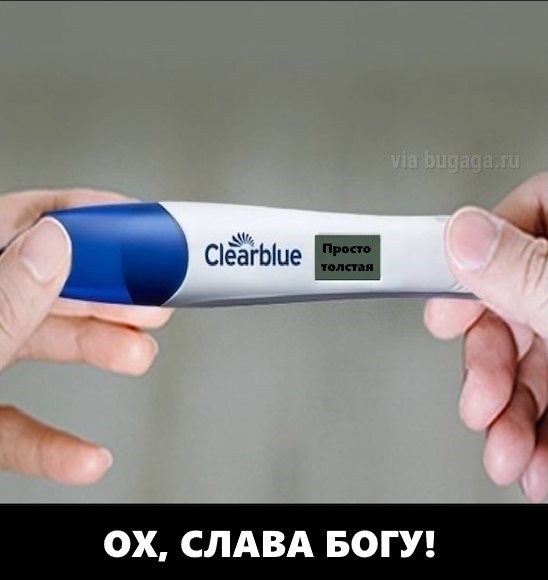 via bugaga.ru
Clearblue
Просто
толстая
ОХ, СЛАВА БОГУ!